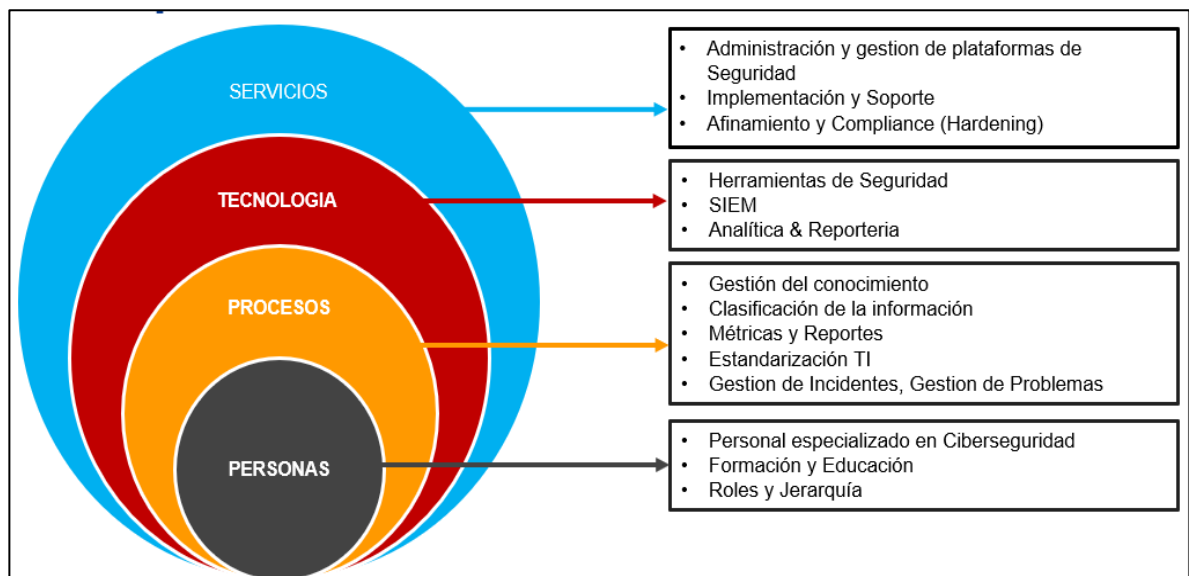 SERVICIOS
• Administración y gestion de plataformas de
Seguridad
• Implementación y Soporte
• Afinamiento y Compliance (Hardening)
TECNOLOGIA
• Herramientas de Seguridad
• SIEM
• Analítica & Reporteria
PROCESOS
• Gestión del conocimiento
• Clasificación de la información
• Métricas y Reportes
• Estandarización TI
• Gestion de Incidentes, Gestion de Problemas
PERSONAS
• Personal especializado en Ciberseguridad
• Formación y Educación
• Roles y Jerarquía